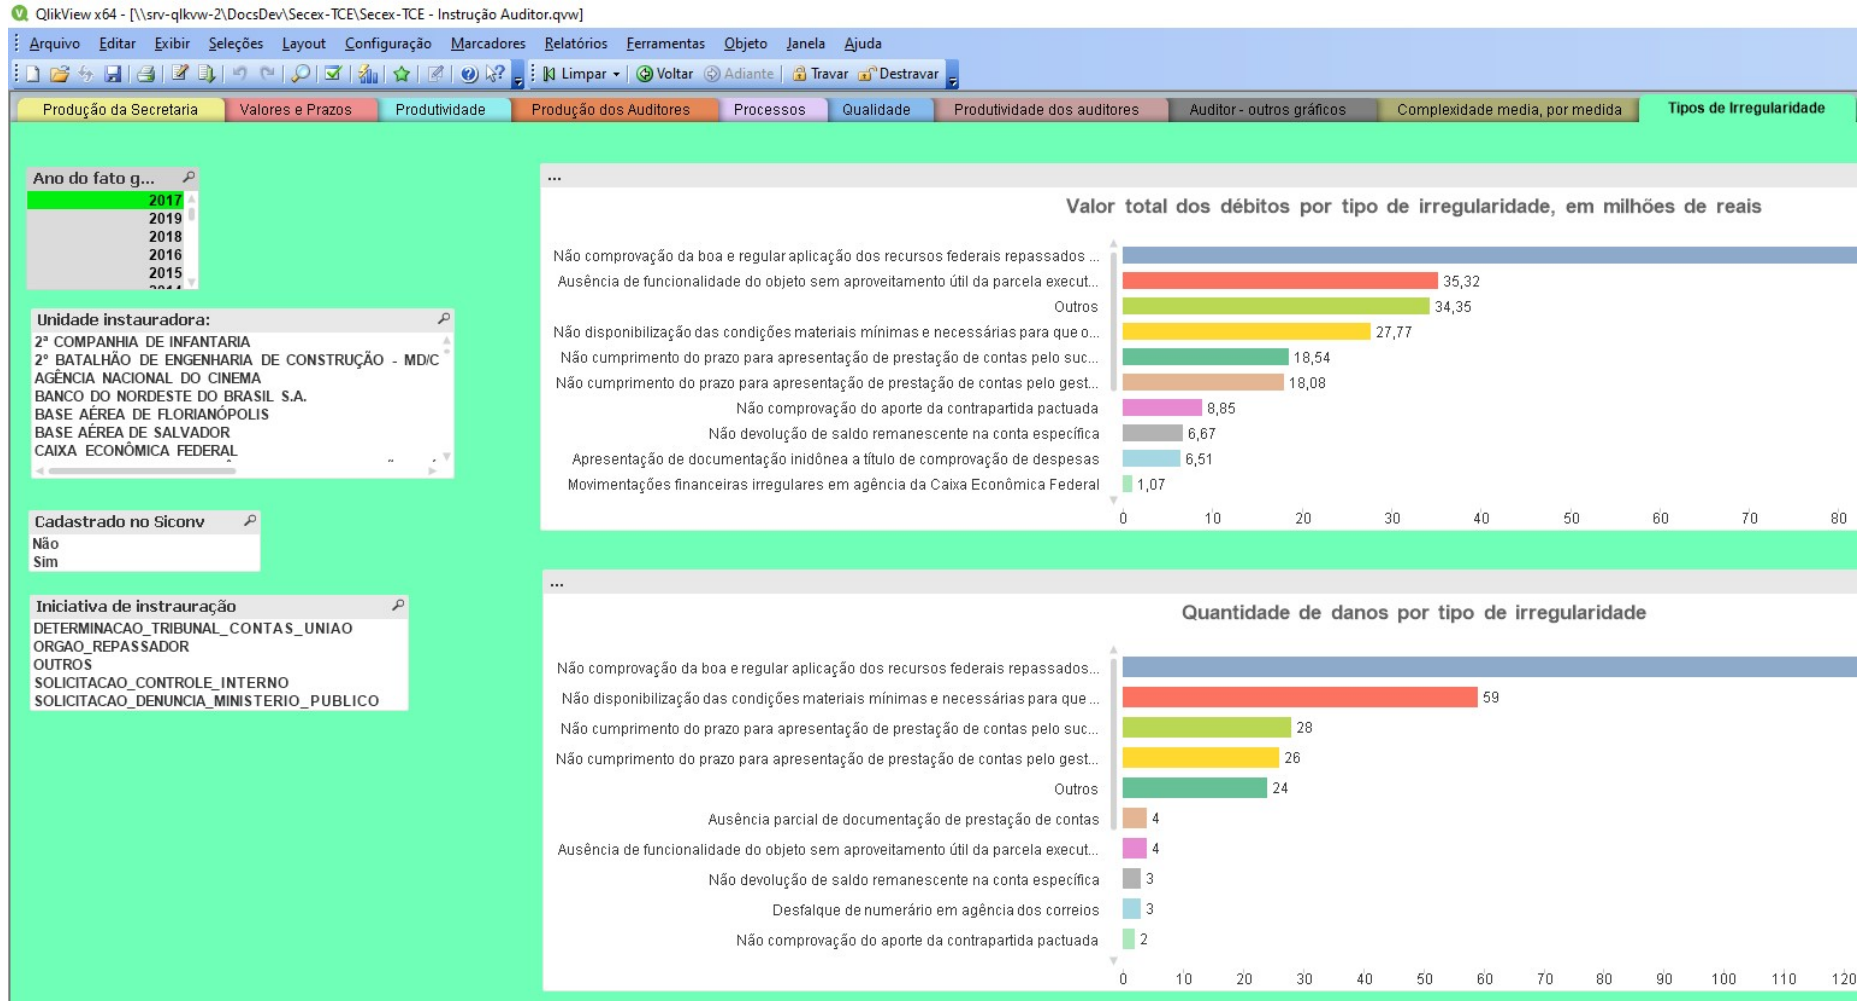 QlikView x64 - [\\srv-qlkvw-2\DocsDev\Secex-TCE\Secex-TCE - Instrução Auditor.qvw]
Arquivo Editar Exibir Seleções Layout Configuração Marcadores Relatórios Ferramentas Objeto Janela Ajuda
Limpar Voltar Adiante Travar Destravar
Produção da Secretaria Valores e Prazos Produtividade Produção dos Auditores Processos Qualidade Produtividade dos auditores Auditor - outros gráficos Complexidade media, por medida Tipos de Irregularidade
Ano do fato g...
2017
2019
2018
2016
2015
2014
Unidade instauradora:
2ª COMPANHIA DE INFANTARIA
2º BATALHÃO DE ENGENHARIA DE CONSTRUÇÃO - MD/C
AGÊNCIA NACIONAL DO CINEMA
BANCO DO NORDESTE DO BRASIL S.A.
BASE AÉREA DE FLORIANÓPOLIS
BASE AÉREA DE SALVADOR
CAIXA ECONÔMICA FEDERAL
Cadastrado no Siconv
Não
Sim
Iniciativa de instrauração
DETERMINACAO_TRIBUNAL_CONTAS_UNIAO
ORGAO_REPASSADOR
OUTROS
SOLICITACAO_CONTROLE_INTERNO
SOLICITACAO_DENUNCIA_MINISTERIO_PUBLICO
...
Valor total dos débitos por tipo de irregularidade, em milhões de reais
Não comprovação da boa e regular aplicação dos recursos federais repassados ...
Ausência de funcionalidade do objeto sem aproveitamento útil da parcela execut... 35,32
Outros 34,35
Não disponibilização das condições materiais mínimas e necessárias para que o... 27,77
Não cumprimento do prazo para apresentação de prestação de contas pelo suc... 18,54
Não cumprimento do prazo para apresentação de prestação de contas pelo gest... 18,08
Não comprovação do aporte da contrapartida pactuada 8,85
Não devolução de saldo remanescente na conta específica 6,67
Apresentação de documentação inidônea a título de comprovação de despesas 6,51
Movimentações financeiras irregulares em agência da Caixa Econômica Federal 1,07
0 10 20 30 40 50 60 70 80
...
Quantidade de danos por tipo de irregularidade
Não comprovação da boa e regular aplicação dos recursos federais repassados...
Não disponibilização das condições materiais mínimas e necessárias para que ... 59
Não cumprimento do prazo para apresentação de prestação de contas pelo suc... 28
Não cumprimento do prazo para apresentação de prestação de contas pelo gest... 26
Outros 24
Ausência parcial de documentação de prestação de contas 4
Ausência de funcionalidade do objeto sem aproveitamento útil da parcela execut... 4
Não devolução de saldo remanescente na conta específica 3
Desfalque de numerário em agência dos correios 3
Não comprovação do aporte da contrapartida pactuada 2
0 10 20 30 40 50 60 70 80 90 100 110 120